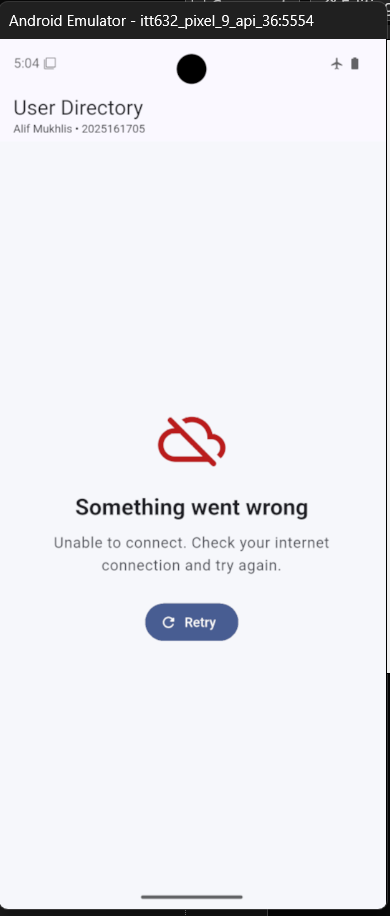 Android Emulator - itt632_pixel_9_api_36:5554
5:04
User Directory
Alif Mukhlis • 2025161705
Something went wrong
Unable to connect. Check your internet
connection and try again.
Retry